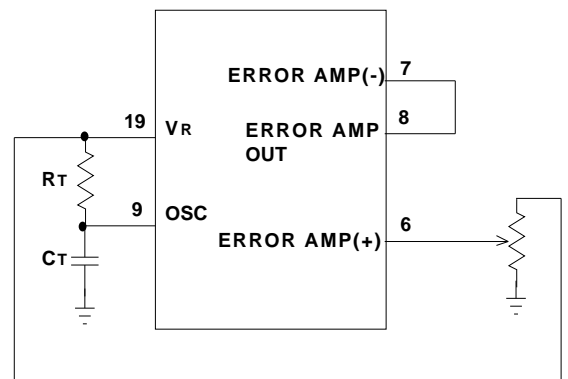 ERROR AMP(-)
7
19
VR
ERROR AMP
OUT
8
RT
9
OSC
ERROR AMP(+)
6
CT